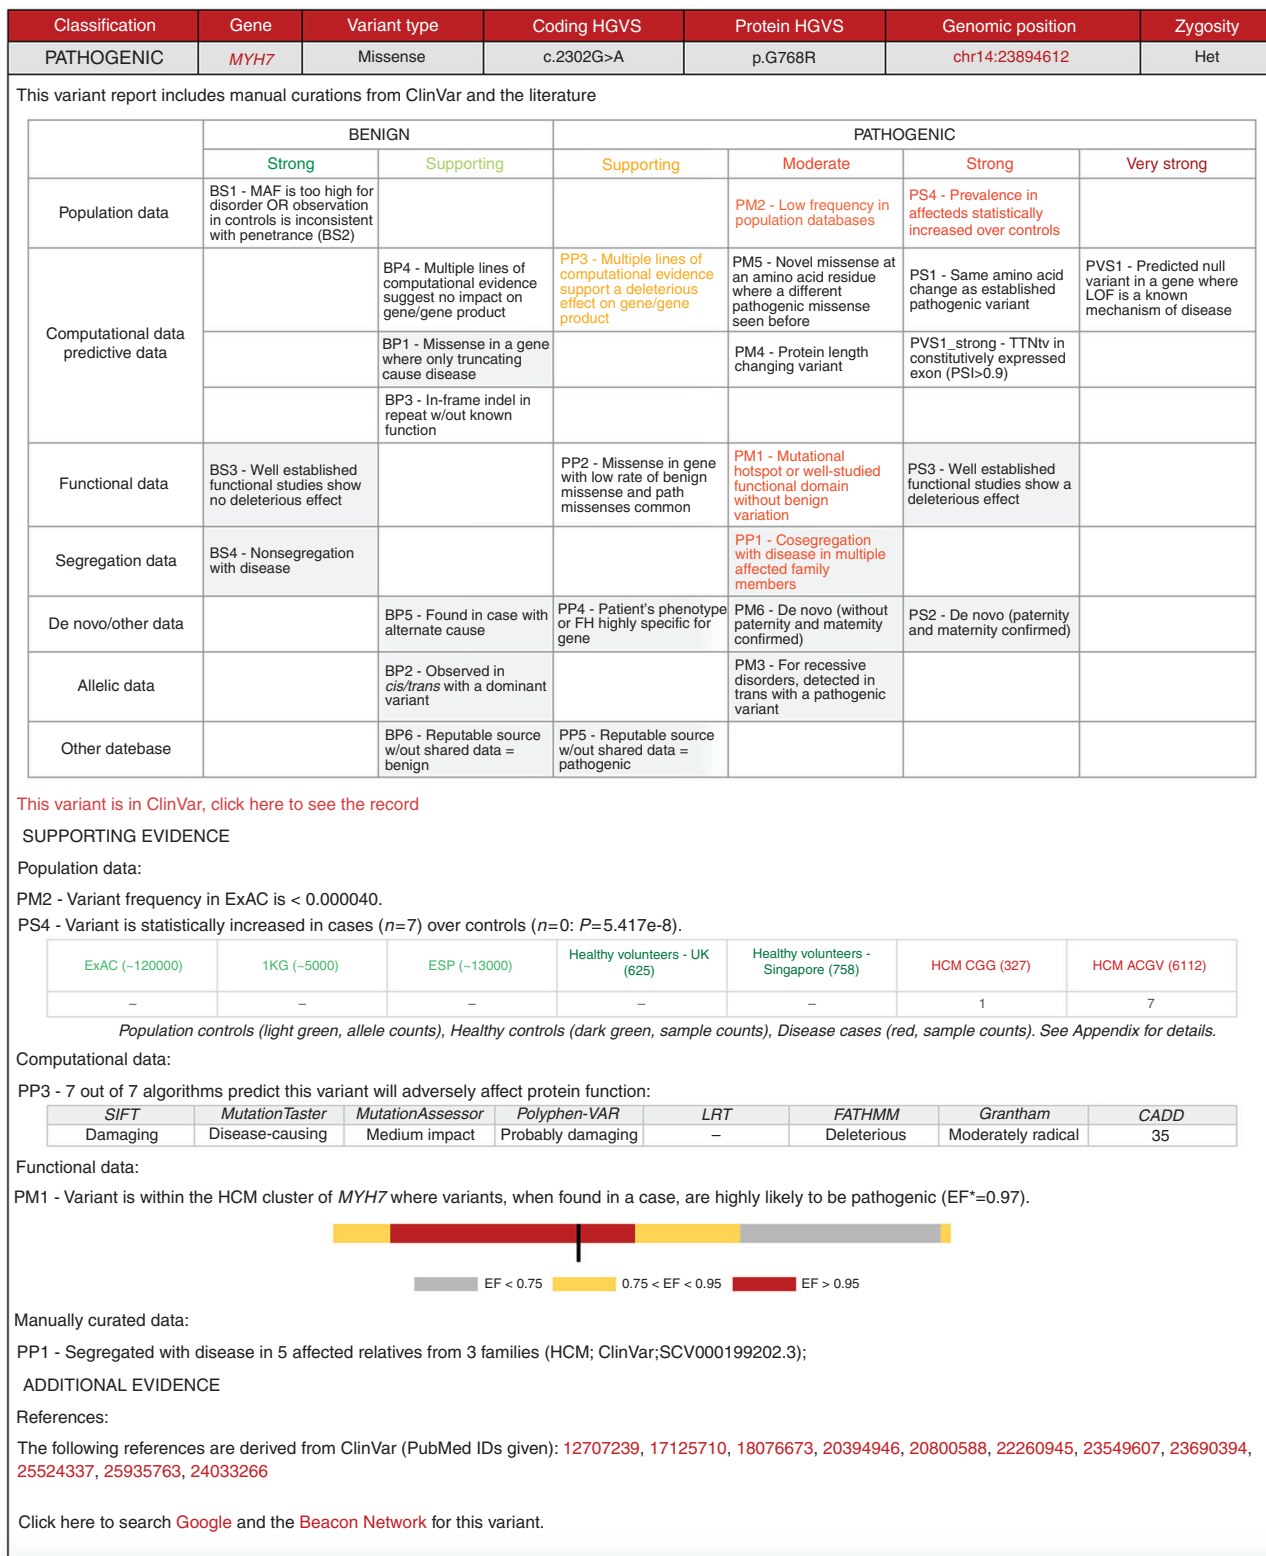 Classification Gene Variant type Coding HGVS Protein HGVS Genomic position Zygosity
PATHOGENIC MYH7 Missense c.2302G>A p.G768R chr14:23894612 Het
This variant report includes manual curations from ClinVar and the literature
BENIGN PATHOGENIC
Strong Supporting Supporting Moderate Strong Very strong
Population data
BS1 - MAF is too high for
disorder OR observation
in controls is inconsistent
with penetrance (BS2)
PM2 - Low frequency in
population databases
PS4 - Prevalence in
affecteds statistically
increased over controls
Computational data
predictive data
BP4 - Multiple lines of
computational evidence
suggest no impact on
gene/gene product
PP3 - Multiple lines of
computational evidence
support a deleterious
effect on gene/gene
product
PM5 - Novel missense at
an amino acid residue
where a different
pathogenic missense
seen before
PS1 - Same amino acid
change as established
pathogenic variant
PVS1 - Predicted null
variant in a gene where
LOF is a known
mechanism of disease
BP1 - Missense in a gene
where only truncating
cause disease
PM4 - Protein length
changing variant
PVS1_strong - TTNtv in
constitutively expressed
exon (PSI>0.9)
BP3 - In-frame indel in
repeat w/out known
function
Functional data
BS3 - Well established
functional studies show
no deleterious effect
PP2 - Missense in gene
with low rate of benign
missense and path
missenses common
PM1 - Mutational
hotspot or well-studied
functional domain
without benign
variation
PS3 - Well established
functional studies show a
deleterious effect
Segregation data
BS4 - Nonsegregation
with disease
PP1 - Cosegregation
with disease in multiple
affected family
members
De novo/other data
BP5 - Found in case with
alternate cause
PP4 - Patient's phenotype
or FH highly specific for
gene
PM6 - De novo (without
paternity and matemity
confirmed)
PS2 - De novo (paternity
and maternity confirmed)
Allelic data
BP2 - Observed in
cis/trans with a dominant
variant
PM3 - For recessive
disorders, detected in
trans with a pathogenic
variant
Other datebase
BP6 - Reputable source
w/out shared data =
benign
PP5 - Reputable source
w/out shared data =
pathogenic
This variant is in ClinVar, click here to see the record
SUPPORTING EVIDENCE
Population data:
PM2 - Variant frequency in ExAC is < 0.000040.
PS4 - Variant is statistically increased in cases (n=7) over controls (n=0: P=5.417e-8).
ExAC (~120000) 1KG (~5000) ESP (~13000) Healthy volunteers - UK (625) Healthy volunteers - Singapore (758) HCM CGG (327) HCM ACGV (6112)
– – – – – 1 7
Population controls (light green, allele counts), Healthy controls (dark green, sample counts), Disease cases (red, sample counts). See Appendix for details.
Computational data:
PP3 - 7 out of 7 algorithms predict this variant will adversely affect protein function:
SIFT MutationTaster MutationAssessor Polyphen-VAR LRT FATHMM Grantham CADD
Damaging Disease-causing Medium impact Probably damaging – Deleterious Moderately radical 35
Functional data:
PM1 - Variant is within the HCM cluster of MYH7 where variants, when found in a case, are highly likely to be pathogenic (EF*=0.97).
EF < 0.75 0.75 < EF < 0.95 EF > 0.95
Manually curated data:
PP1 - Segregated with disease in 5 affected relatives from 3 families (HCM; ClinVar;SCV000199202.3);
ADDITIONAL EVIDENCE
References:
The following references are derived from ClinVar (PubMed IDs given): 12707239, 17125710, 18076673, 20394946, 20800588, 22260945, 23549607, 23690394,
25524337, 25935763, 24033266
Click here to search Google and the Beacon Network for this variant.